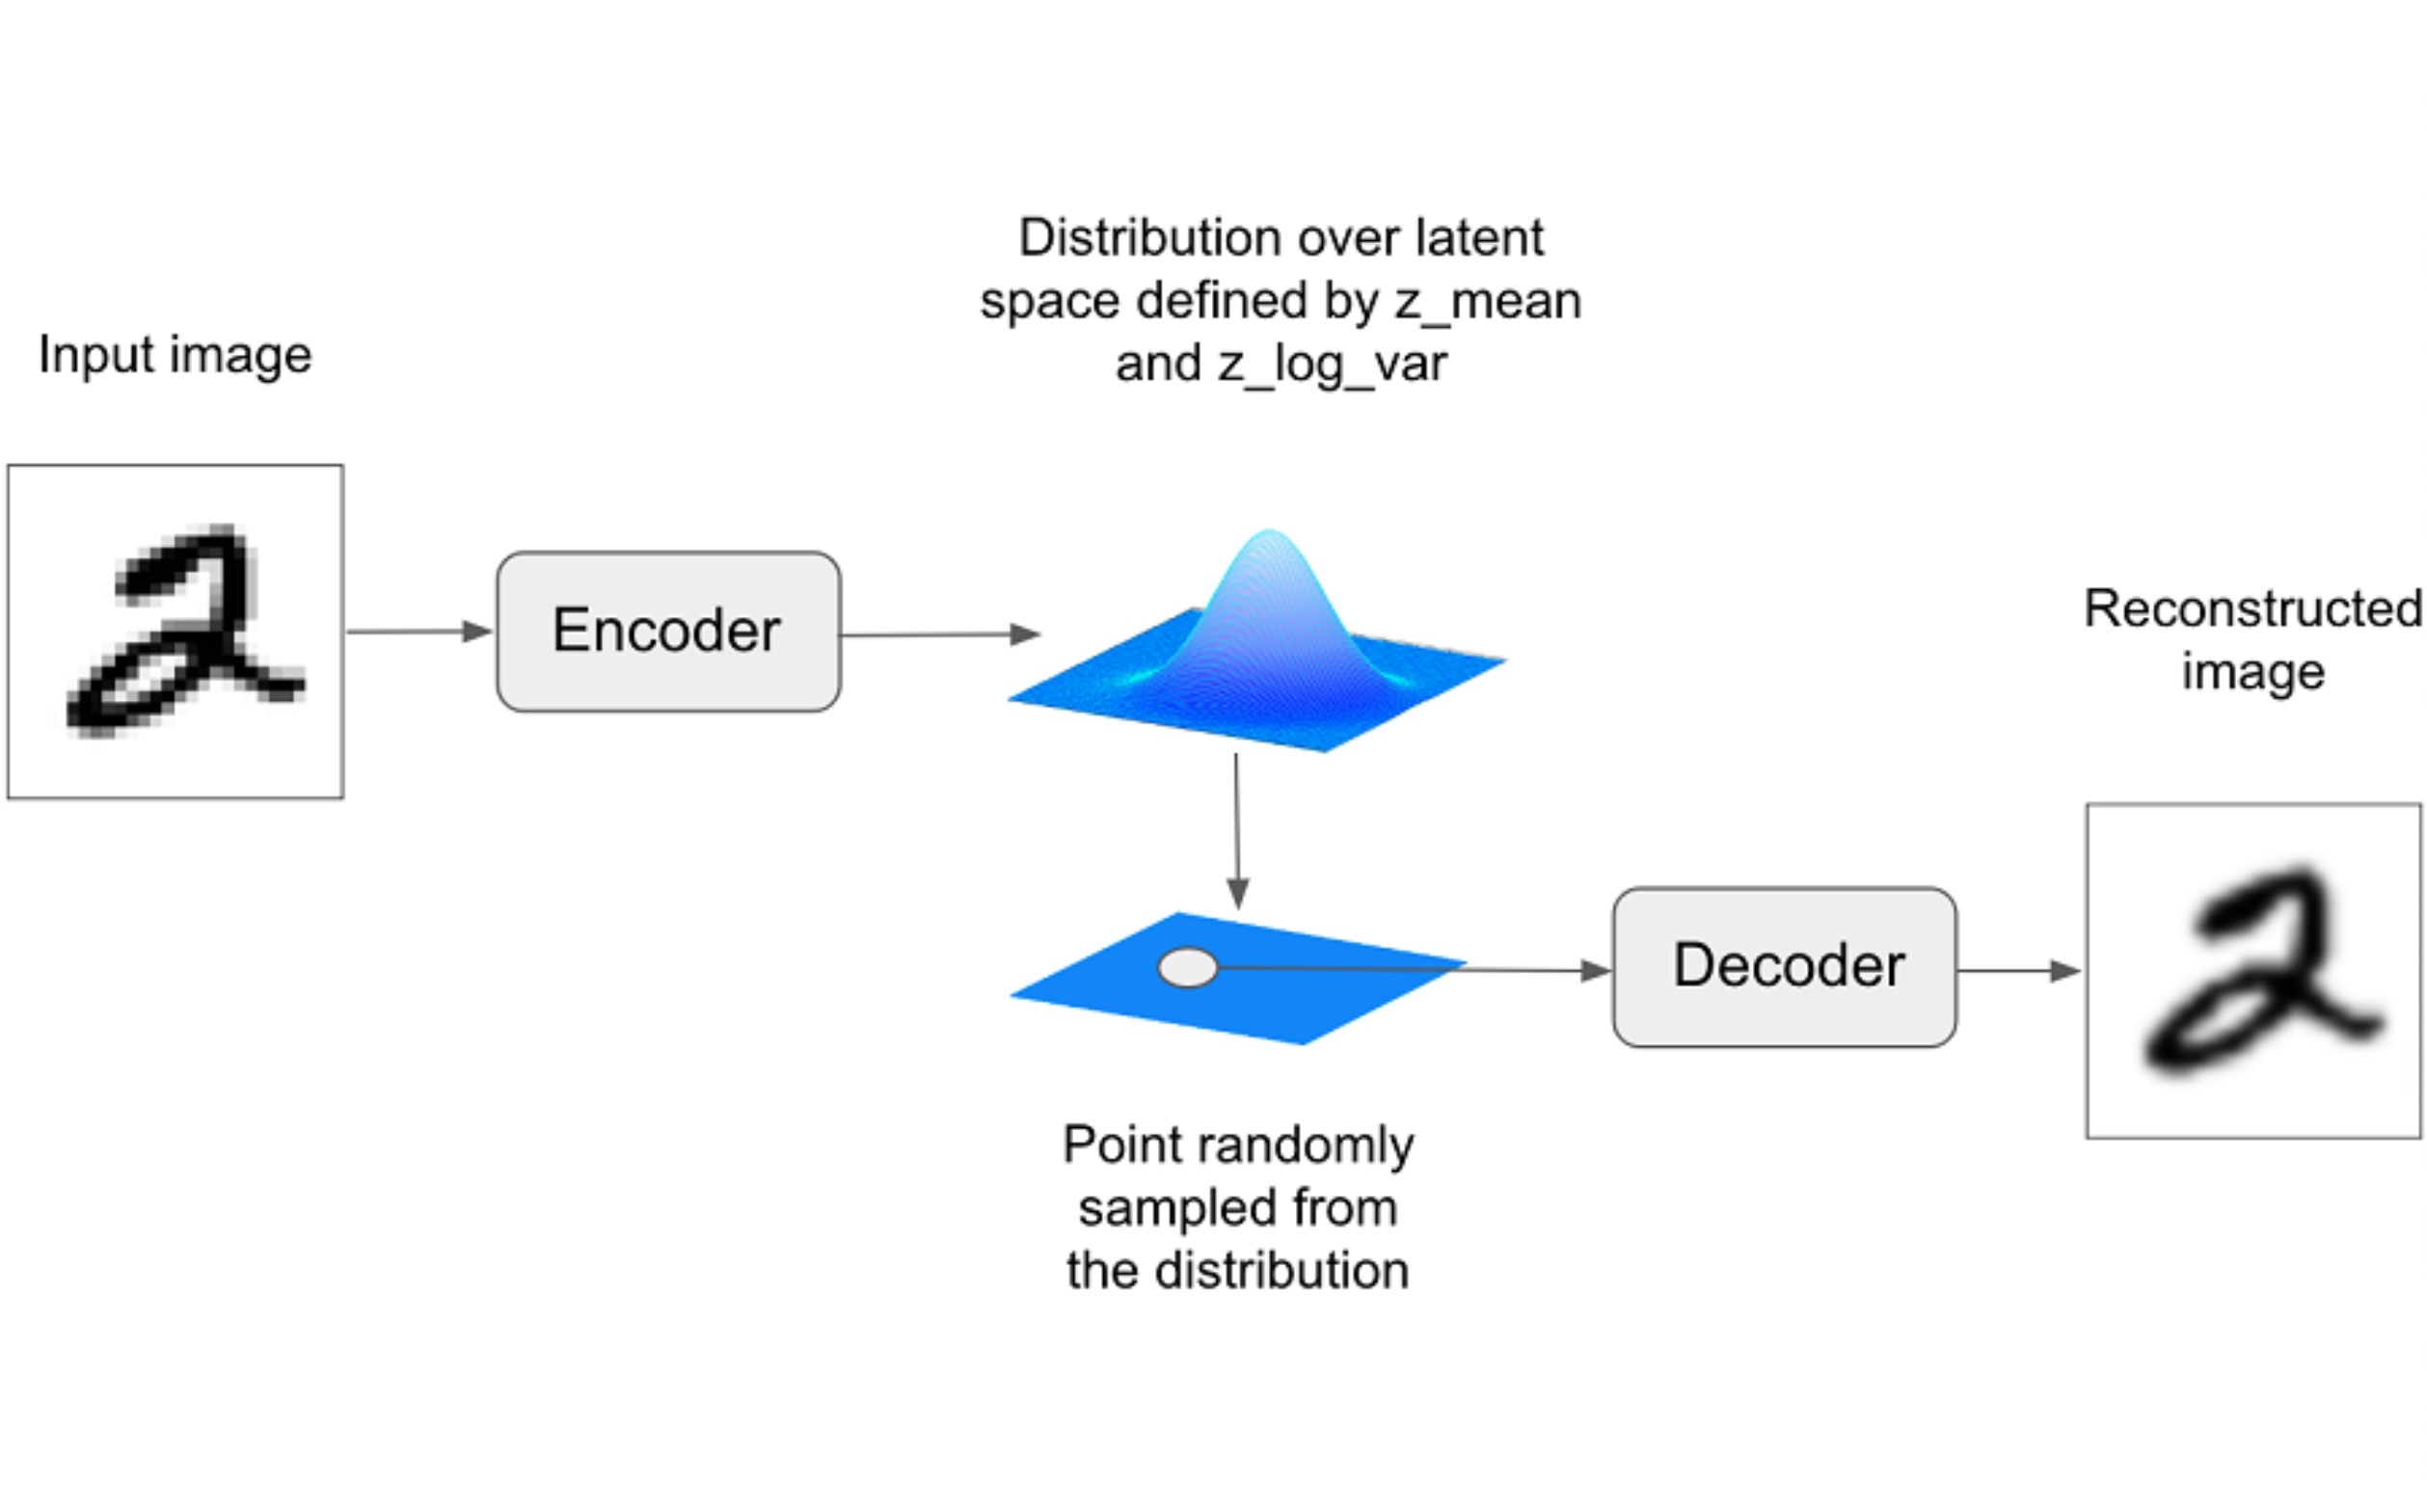 Input image
Encoder
Distribution over latent
space defined by z_mean
and z_log_var
Point randomly
sampled from
the distribution
Decoder
Reconstructed
image